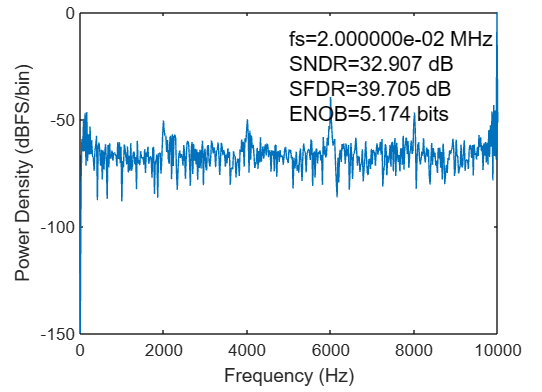 0
-50
-100
-150
Power Density (dBFS/bin)
fs=2.000000e-02 MHz
SNDR=32.907 dB
SFDR=39.705 dB
ENOB=5.174 bits
0 2000 4000 6000 8000 10000
Frequency (Hz)